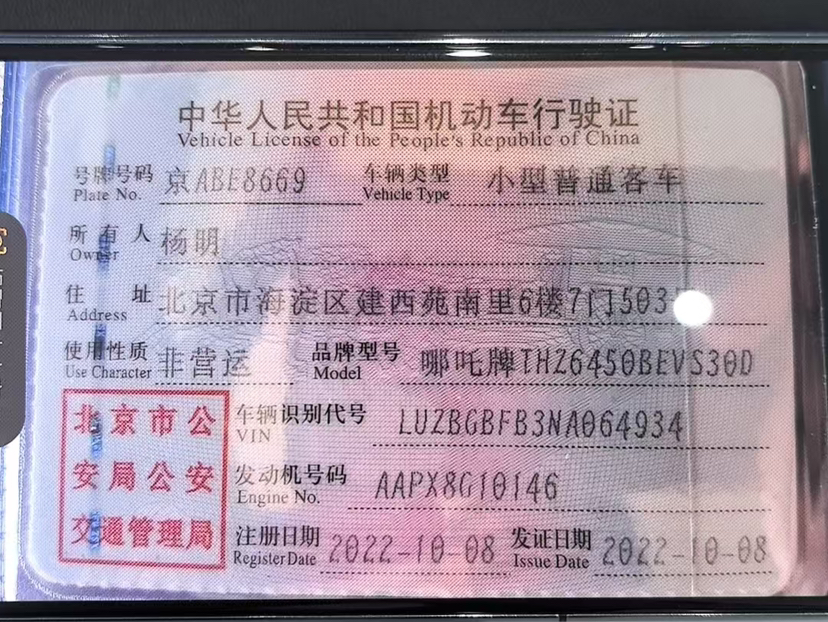 中华人民共和国机动车行驶证
Vehicle License of the People's Republic of China
号牌号码 京ABE8669 车辆类型 小型普通客车
Plate No. Vehicle Type
所有人 杨明
Owner
住址 北京市海淀区建西苑南里6楼7门503
Address
使用性质 非营运 品牌型号 哪吒牌THZ6450BEVS30D
Use Character Model
北京市公
安局公安
交通管理局
车辆识别代号 LUZBGBFB3NA064934
VIN
发动机号码 AAPX8G10146
Engine No.
注册日期 2022-10-08 发证日期 2022-10-08
Register Date Issue Date